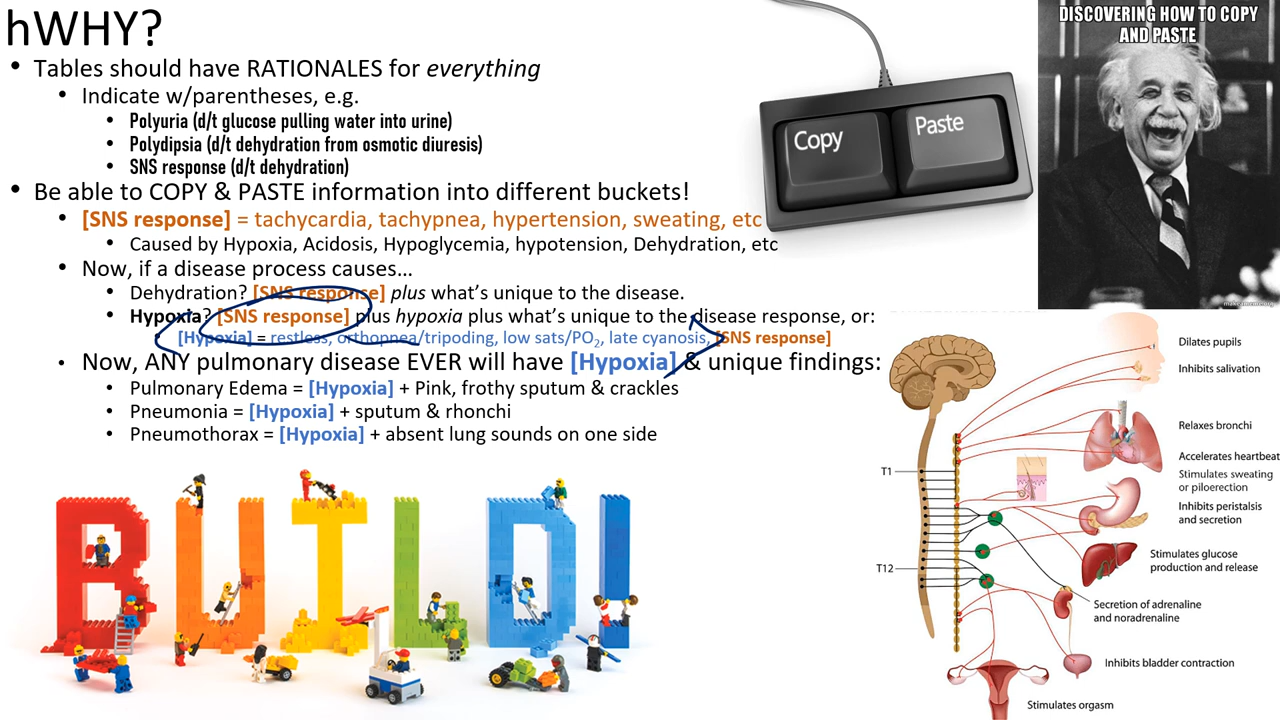 hWHY?
• Tables should have RATIONALES for everything
• Indicate w/parentheses, e.g.
• Polyuria (d/t glucose pulling water into urine)
• Polydipsia (d/t dehydration from osmotic diuresis)
• SNS response (d/t dehydration)
• Be able to COPY & PASTE information into different buckets!
• [SNS response] = tachycardia, tachypnea, hypertension, sweating, etc
• Caused by Hypoxia, Acidosis, Hypoglycemia, hypotension, Dehydration, etc
• Now, if a disease process causes…
• Dehydration? [SNS response] plus what’s unique to the disease.
• Hypoxia? [SNS response] plus hypoxia plus what’s unique to the disease response, or:
• [Hypoxia] = restless, orthopnea/tripoding, low sats/PO2, late cyanosis, [SNS response]
• Now, ANY pulmonary disease EVER will have [Hypoxia] & unique findings:
• Pulmonary Edema = [Hypoxia] + Pink, frothy sputum & crackles
• Pneumonia = [Hypoxia] + sputum & rhonchi
• Pneumothorax = [Hypoxia] + absent lung sounds on one side
BUILD!
Copy
Paste
DISCOVERING HOW TO COPY
AND PASTE
T1
T12
Dilates pupils
Inhibits salivation
Relaxes bronchi
Accelerates heartbeat
Stimulates sweating
or piloerection
Inhibits peristalsis
and secretion
Stimulates glucose
production and release
Secretion of adrenaline
and noradrenaline
Inhibits bladder contraction
Stimulates orgasm